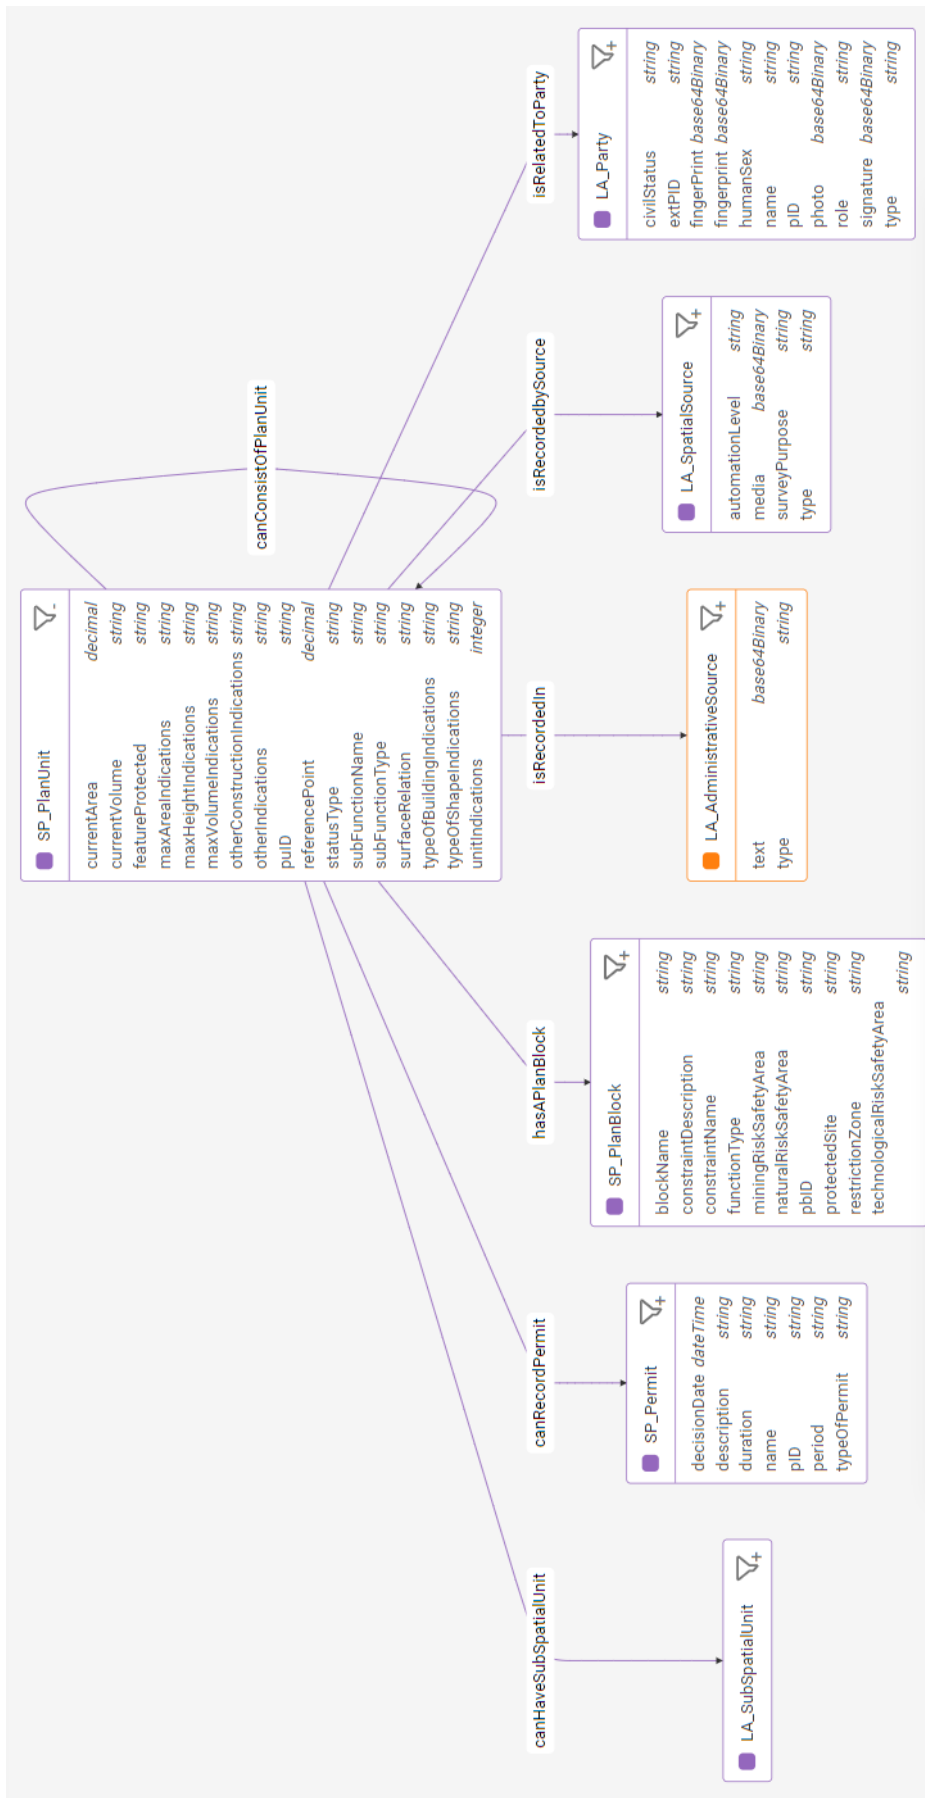 SP_PlanUnit
currentArea decimal
currentVolume string
featureProtected string
maxAreaIndications string
maxHeightIndications string
maxVolumeIndications string
otherConstructionIndications string
otherIndications string
puID string
referencePoint decimal
statusType string
subFunctionName string
subFunctionType string
surfaceRelation string
typeOfBuildingIndications string
typeOfShapeIndications string
unitIndications integer
canConsistOfPlanUnit
canHaveSubSpatialUnit
canRecordPermit
hasAPlanBlock
isRecordedIn
isRecordedbySource
isRelatedToParty
LA_SubSpatialUnit
SP_Permit
decisionDate dateTime
description string
duration string
name string
pID string
period string
typeOfPermit string
SP_PlanBlock
blockName string
constraintDescription string
constraintName string
functionType string
miningRiskSafetyArea string
naturalRiskSafetyArea string
pbID string
protectedSite string
restrictionZone string
technologicalRiskSafetyArea
string
LA_AdministrativeSource
text base64Binary
type string
LA_SpatialSource
automationLevel string
media base64Binary
surveyPurpose string
type string
LA_Party
civilStatus string
extPID string
fingerPrint base64Binary
fingerprint base64Binary
humanSex string
name string
pID string
photo base64Binary
role string
signature base64Binary
type string